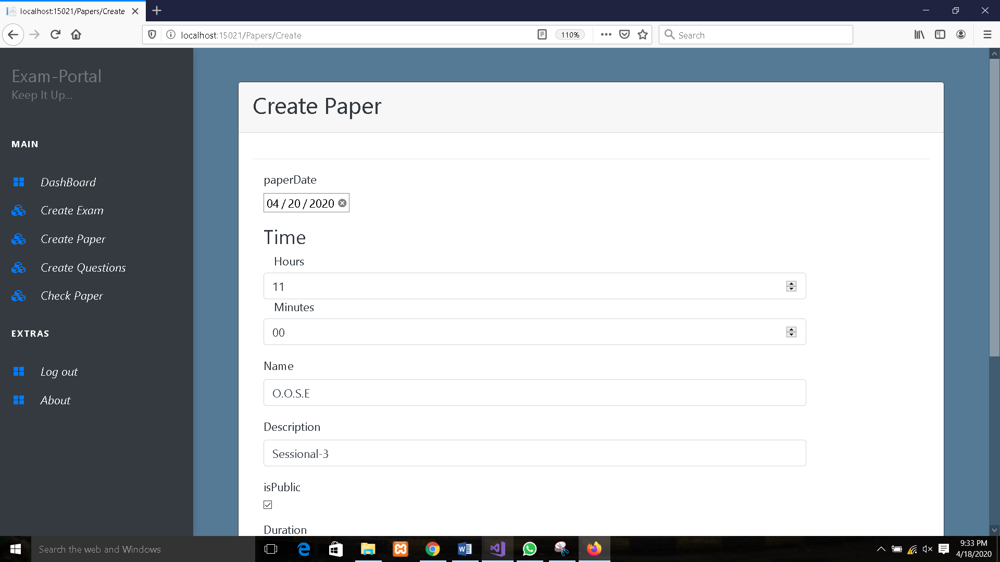 localhost:15021/Papers/Create
localhost:15021/Papers/Create
110%
Search
Exam-Portal
Keep It Up...
MAIN
DashBoard
Create Exam
Create Paper
Create Questions
Check Paper
EXTRAS
Log out
About
Create Paper
paperDate
04 / 20 / 2020
Time
Hours
11
Minutes
00
Name
O.O.S.E
Description
Sessional-3
isPublic
Duration
Search the web and Windows
9:33 PM
4/18/2020